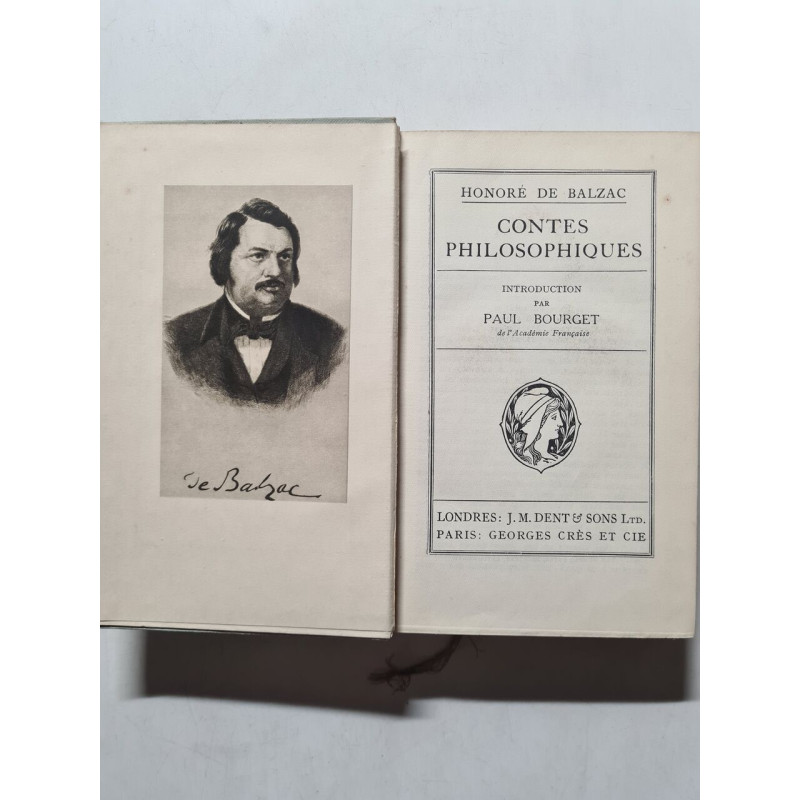 de Balzac
HONORÉ DE BALZAC
CONTES
PHILOSOPHIQUES
INTRODUCTION
PAR
PAUL BOURGET
de l'Académie Française
LONDRES: J. M. DENT & SONS LTD.
PARIS: GEORGES CRÈS ET CIE